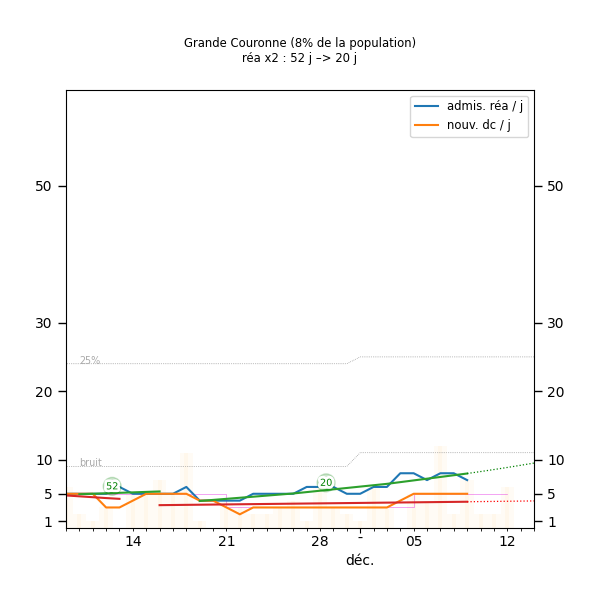 Grande Couronne (8% de la population)
réa x2 : 52 j –> 20 j
admis. réa / j
nouv. dc / j
50 50
30 30
25%
20 20
10 10
bruit
52 20
5 5
1 1
14 21 28 - 05 12
déc.